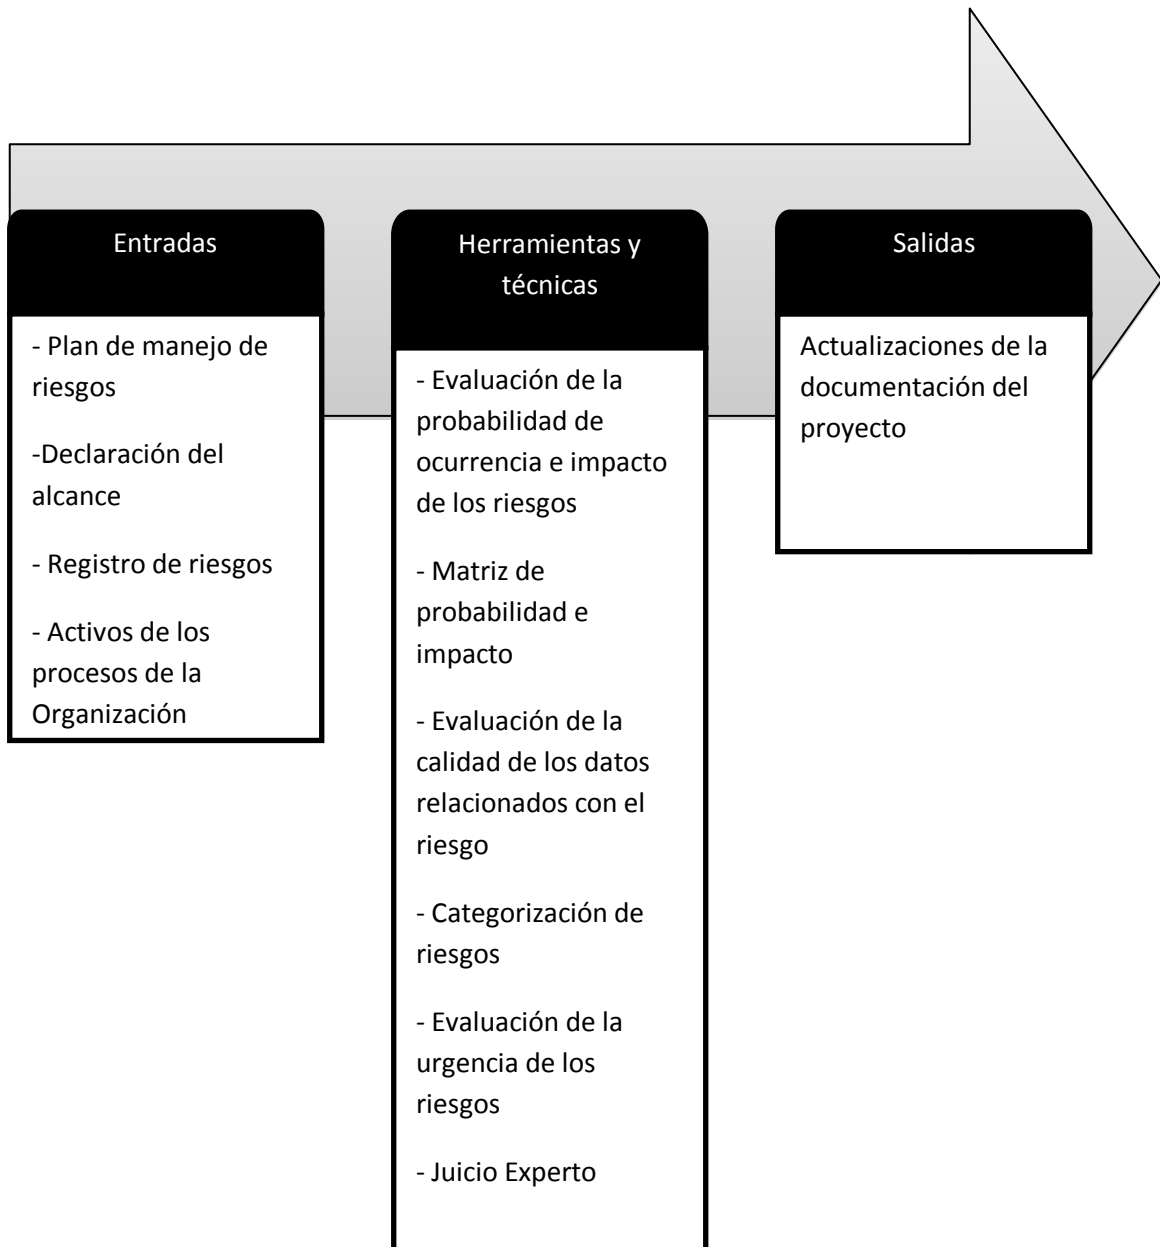 Entradas
- Plan de manejo de
riesgos
-Declaración del
alcance
- Registro de riesgos
- Activos de los
procesos de la
Organización
Herramientas y
técnicas
- Evaluación de la
probabilidad de
ocurrencia e impacto
de los riesgos
- Matriz de
probabilidad e
impacto
- Evaluación de la
calidad de los datos
relacionados con el
riesgo
- Categorización de
riesgos
- Evaluación de la
urgencia de los
riesgos
- Juicio Experto
Salidas
Actualizaciones de la
documentación del
proyecto